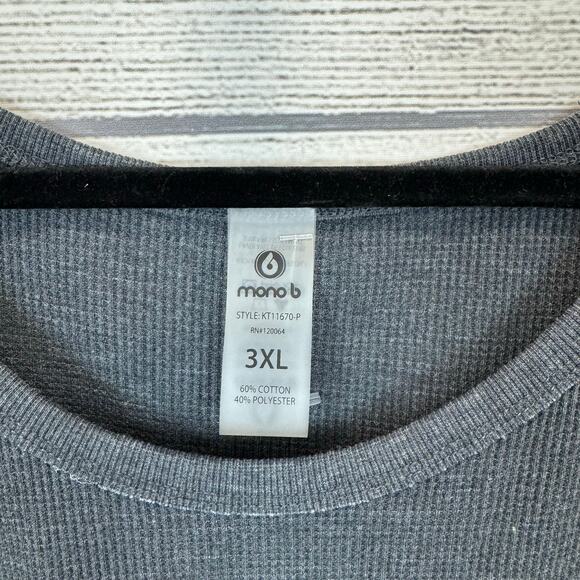 mono b
STYLE: KT11670-P
RN#120064
3XL
60% COTTON
40% POLYESTER